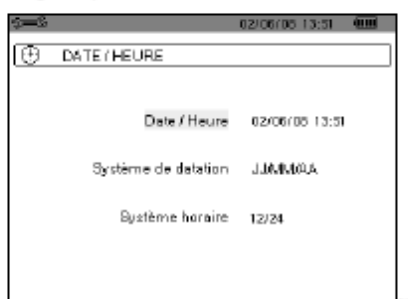 02/06/08 13:51
DATE / HEURE
Date / Heure 02/06/08 13:51
Système de datation JJ/MM/AA
Système horaire 12/24